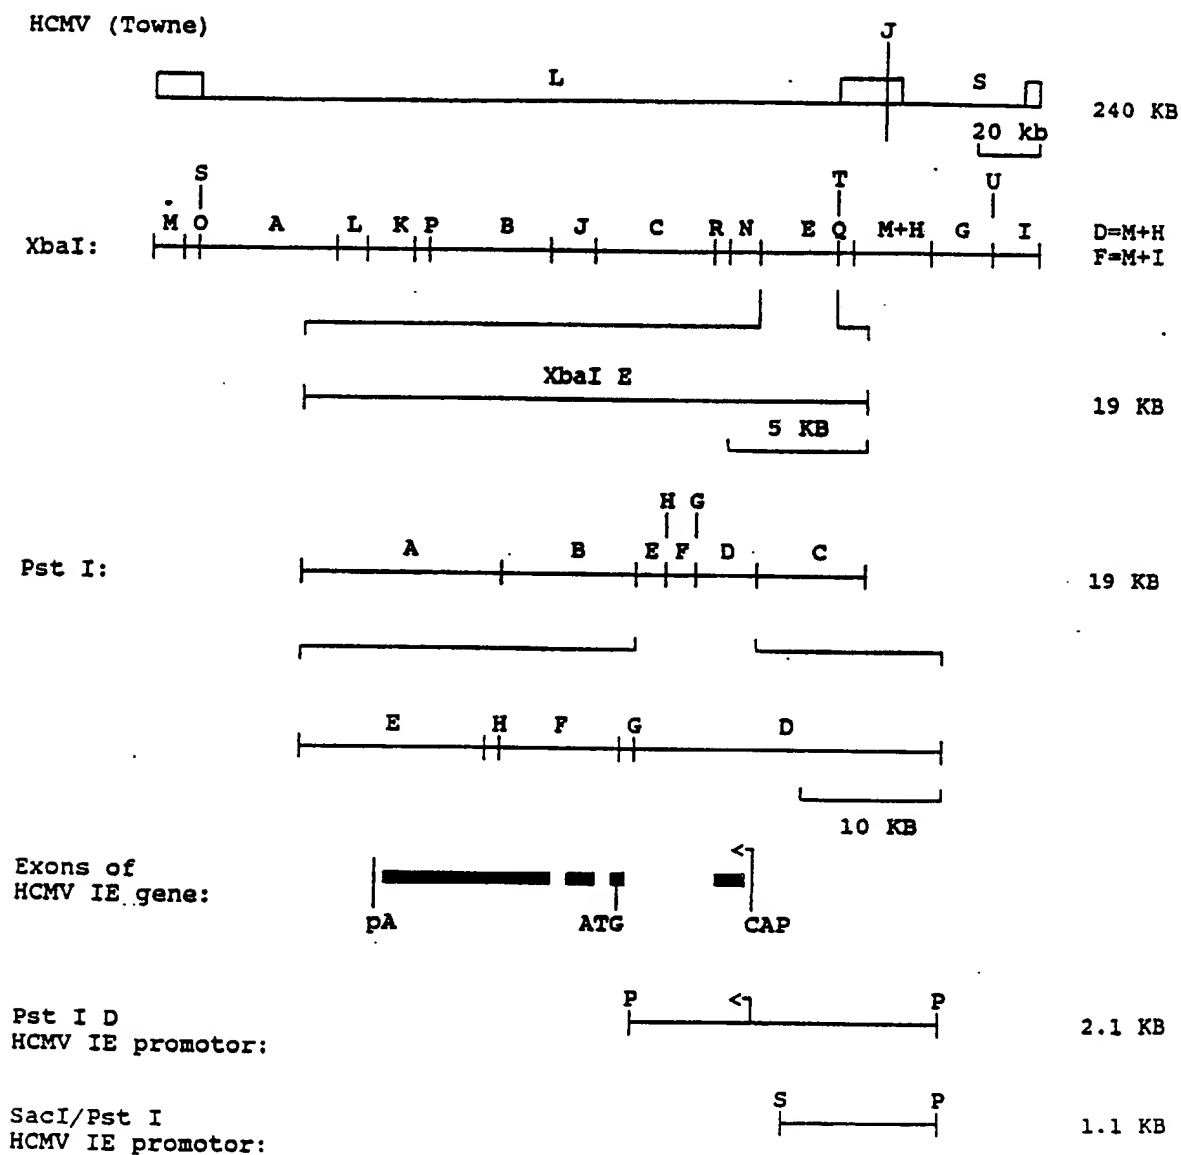 HCMV (Towne)
J
L
S
240 KB
20 kb
S
T
U
M O A L K P B J C R N E Q M+H G I
XbaI:
D=M+H
F=M+I
XbaI E
19 KB
5 KB
H G
A B E F D C
Pst I:
19 KB
E H F G D
10 KB
Exons of
HCMV IE gene:
<
pA
ATG
CAP
Pst I D
HCMV IE promotor:
P
<
P
2.1 KB
SacI/Pst I
HCMV IE promotor:
S
P
1.1 KB